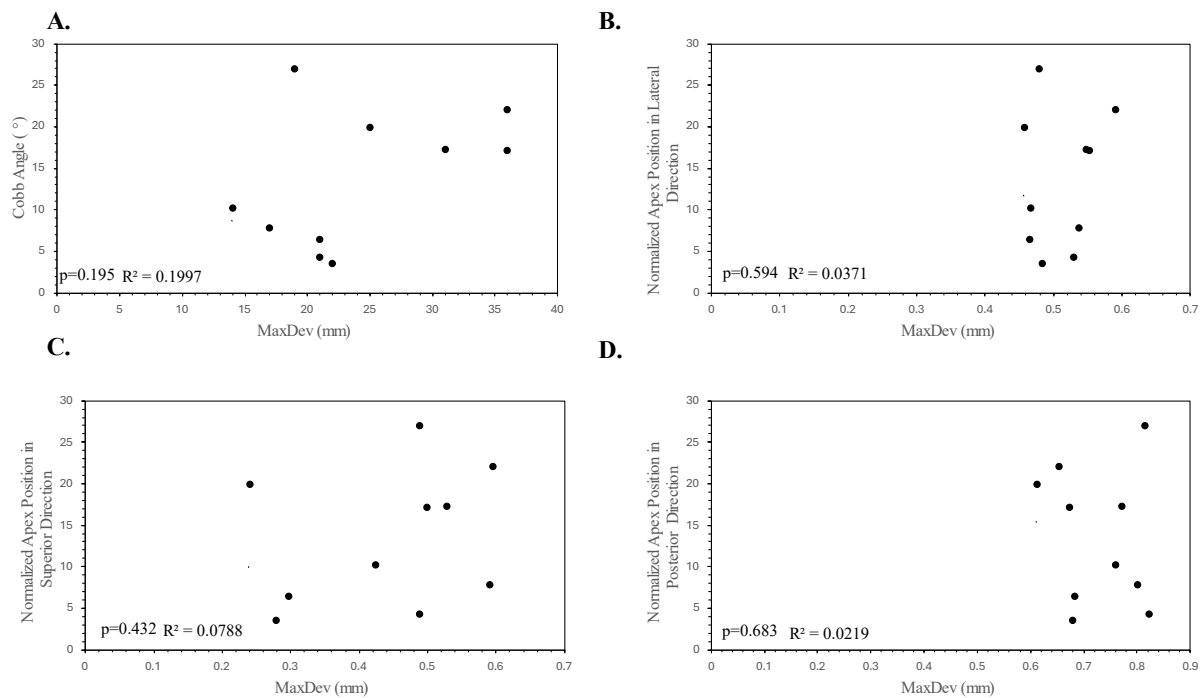 A.
30
25
20
15
10
5
0
Cobb Angle ( ° )
p=0.195 R² = 0.1997
0 5 10 15 20 25 30 35 40
MaxDev (mm)
B.
30
25
20
15
10
5
0
Normalized Apex Position in Lateral
Direction
p=0.594 R² = 0.0371
0 0.1 0.2 0.3 0.4 0.5 0.6 0.7
MaxDev (mm)
C.
30
25
20
15
10
5
0
Normalized Apex Position in
Superior Direction
p=0.432 R² = 0.0788
0 0.1 0.2 0.3 0.4 0.5 0.6 0.7
MaxDev (mm)
D.
30
25
20
15
10
5
0
Normalized Apex Position in
Posterior Direction
p=0.683 R² = 0.0219
0 0.1 0.2 0.3 0.4 0.5 0.6 0.7 0.8 0.9
MaxDev (mm)